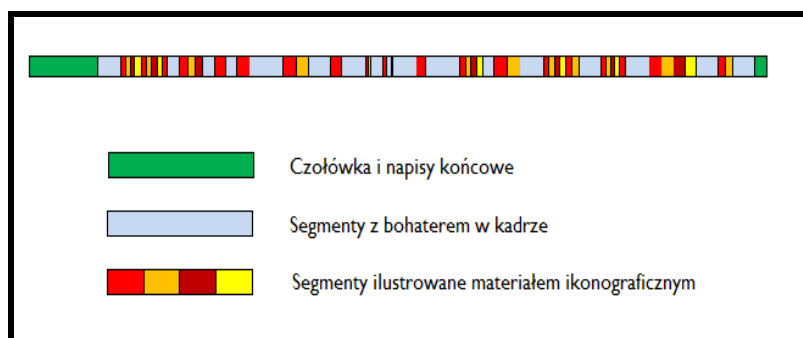 Czołówka i napisy końcowe
Segmenty z bohaterem w kadrze
Segmenty ilustrowane materiałem ikonograficznym